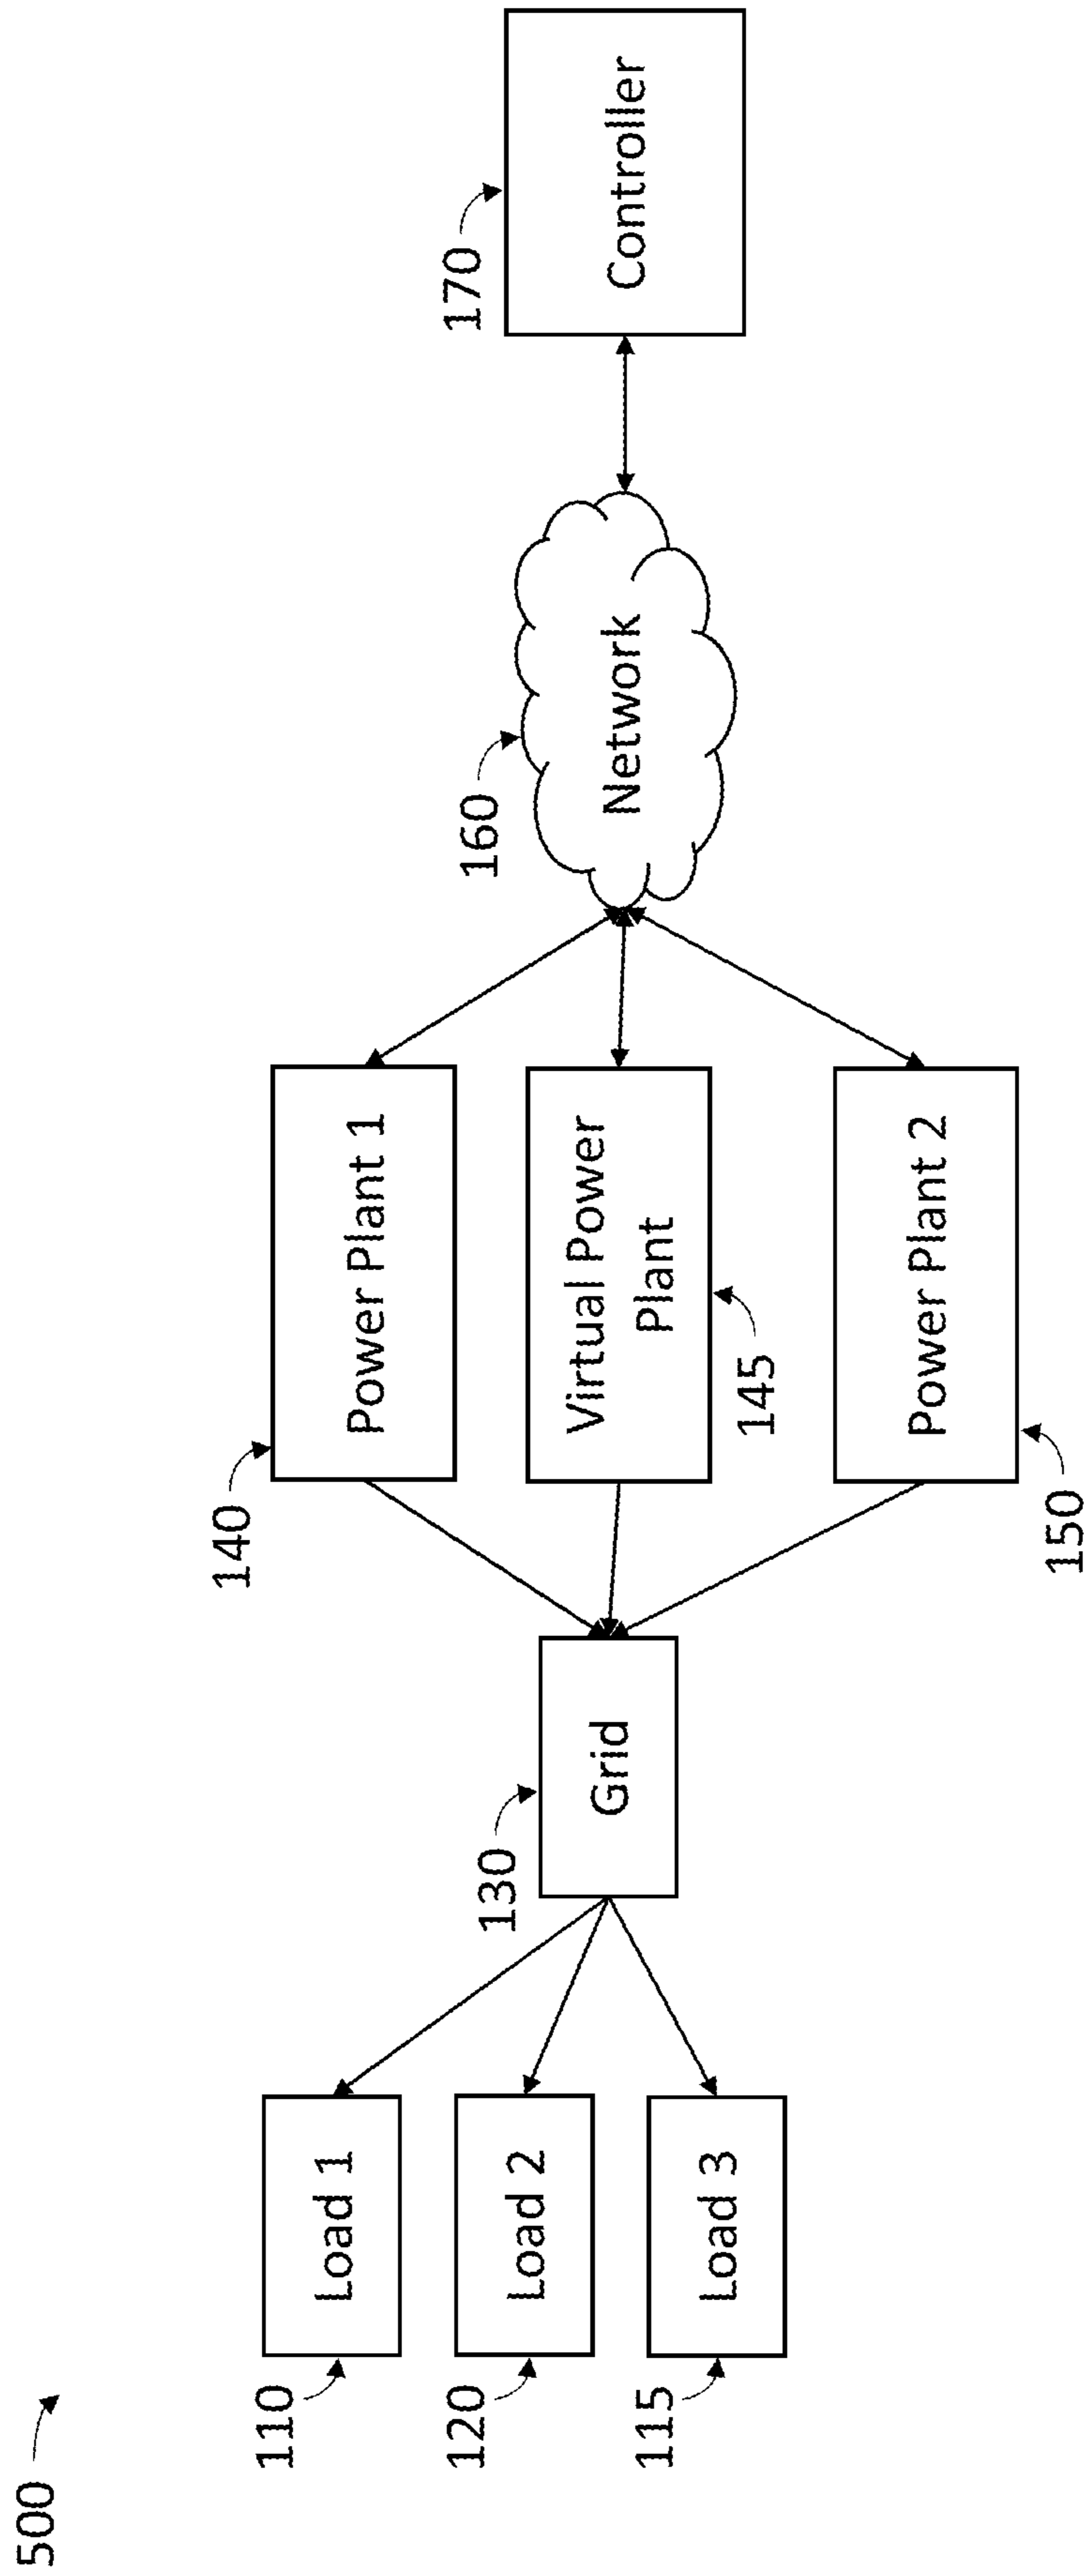 500
110
Load 1
120
Load 2
115
Load 3
130
Grid
140
Power Plant 1
Virtual Power
Plant
145
Power Plant 2
150
160
Network
170
Controller